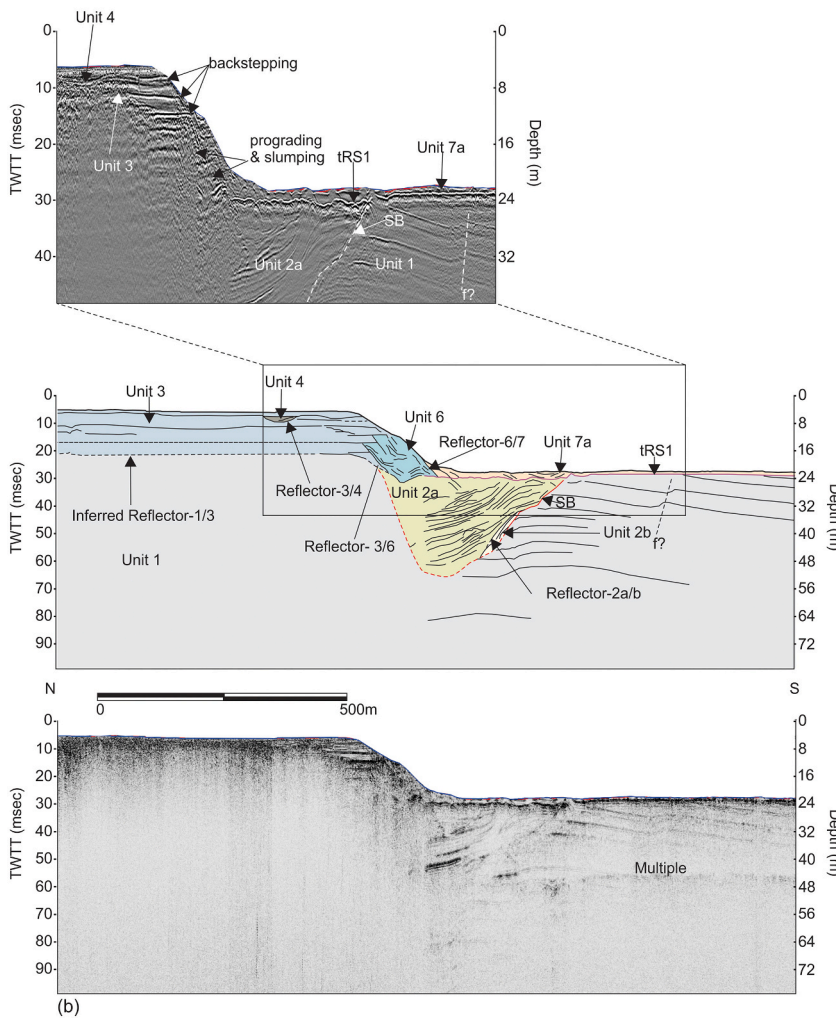 Unit 4
0
0
backstepping
10
8
TWTT (msec)
Depth (m)
prograding
& slumping
Unit 3
tRS1
Unit 7a
20
16
30
24
SB
40
32
Unit 2a
Unit 1
f?
0
0
Unit 3
Unit 4
Unit 6
10
8
Reflector-6/7
Unit 7a
tRS1
20
16
30
24
Unit 2a
SB
TWTT (msec)
Depth (m)
Inferred Reflector-1/3
Reflector-3/4
40
32
Unit 2b
f?
50
40
Reflector- 3/6
Unit 1
60
48
Reflector-2a/b
70
56
80
64
90
72
N
S
0
500m
0
0
10
8
20
16
30
24
TWTT (msec)
Depth (m)
40
32
50
40
Multiple
60
48
70
56
80
64
90
72
(b)